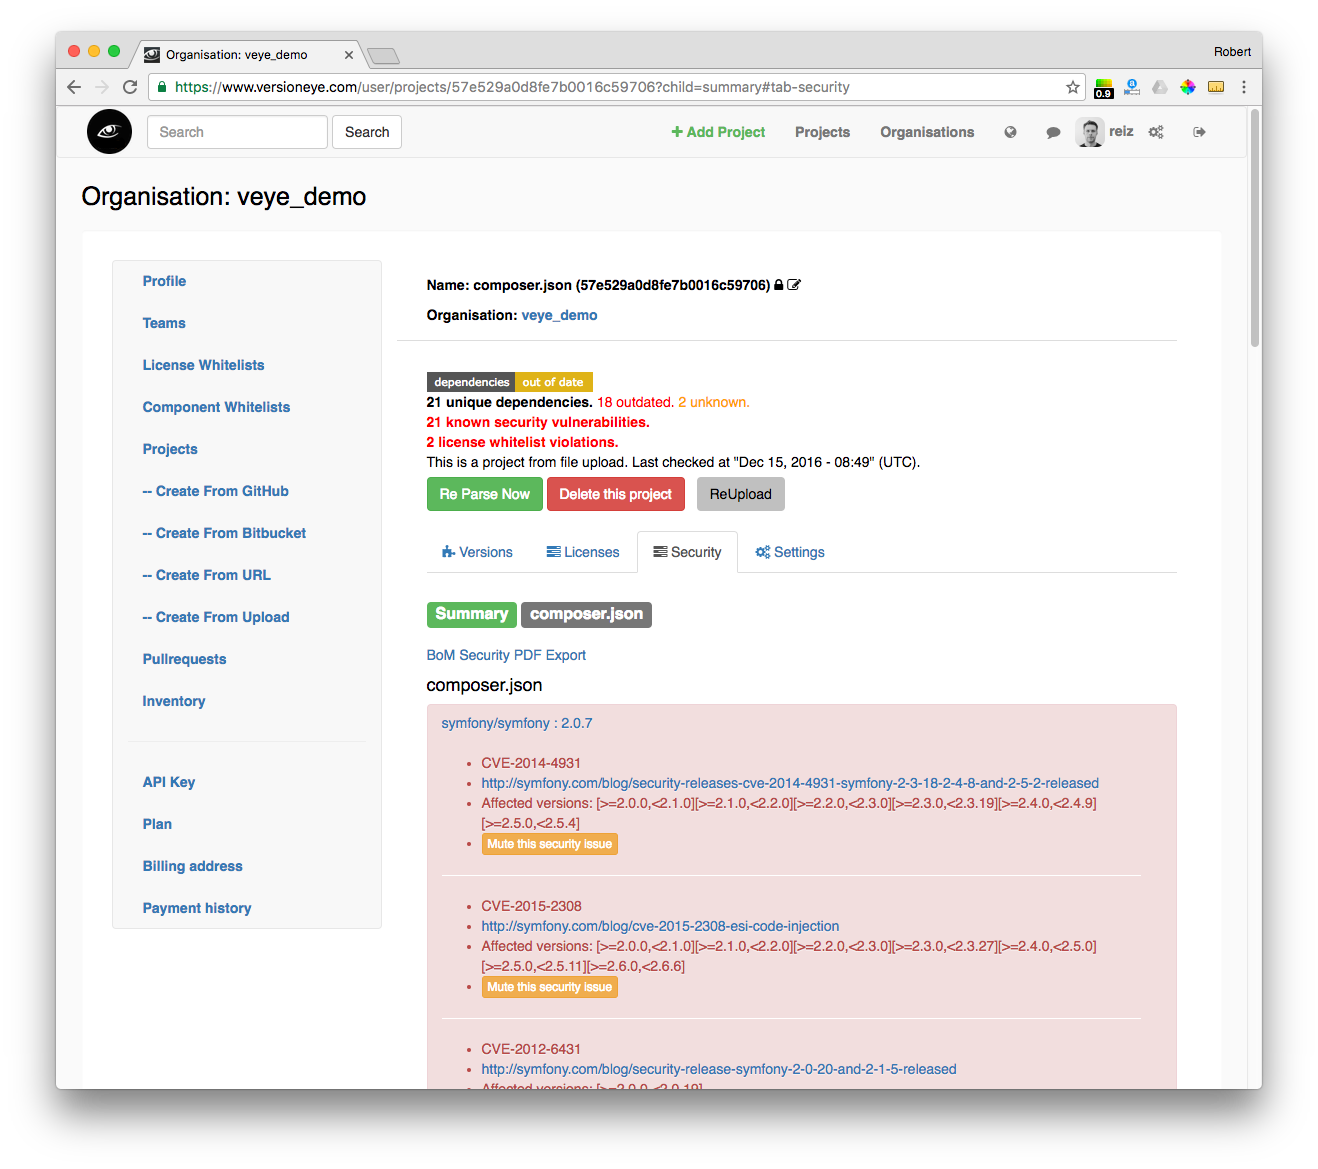 Organisation: veye_demo
Robert
https://www.versioneye.com/user/projects/57e529a0d8fe7b0016c59706?child=summary#tab-security
0.9
Search
Search
Add Project
Projects
Organisations
reiz
Organisation: veye_demo
Profile
Teams
License Whitelists
Component Whitelists
Projects
-- Create From GitHub
-- Create From Bitbucket
-- Create From URL
-- Create From Upload
Pullrequests
Inventory
API Key
Plan
Billing address
Payment history
Name: composer.json (57e529a0d8fe7b0016c59706)
Organisation: veye_demo
dependencies out of date
21 unique dependencies. 18 outdated. 2 unknown.
21 known security vulnerabilities.
2 license whitelist violations.
This is a project from file upload. Last checked at "Dec 15, 2016 - 08:49" (UTC).
Re Parse Now
Delete this project
ReUpload
Versions
Licenses
Security
Settings
Summary
composer.json
BoM Security PDF Export
composer.json
symfony/symfony : 2.0.7
• CVE-2014-4931
• http://symfony.com/blog/security-releases-cve-2014-4931-symfony-2-3-18-2-4-8-and-2-5-2-released
• Affected versions: [>=2.0.0,<2.1.0][>=2.1.0,<2.2.0][>=2.2.0,<2.3.0][>=2.3.0,<2.3.19][>=2.4.0,<2.4.9]
[>=2.5.0,<2.5.4]
• Mute this security issue
• CVE-2015-2308
• http://symfony.com/blog/cve-2015-2308-esi-code-injection
• Affected versions: [>=2.0.0,<2.1.0][>=2.1.0,<2.2.0][>=2.2.0,<2.3.0][>=2.3.0,<2.3.27][>=2.4.0,<2.5.0]
[>=2.5.0,<2.5.11][>=2.6.0,<2.6.6]
• Mute this security issue
• CVE-2012-6431
• http://symfony.com/blog/security-release-symfony-2-0-20-and-2-1-5-released
• Affected versions: [>=2.0.0,<2.0.19]